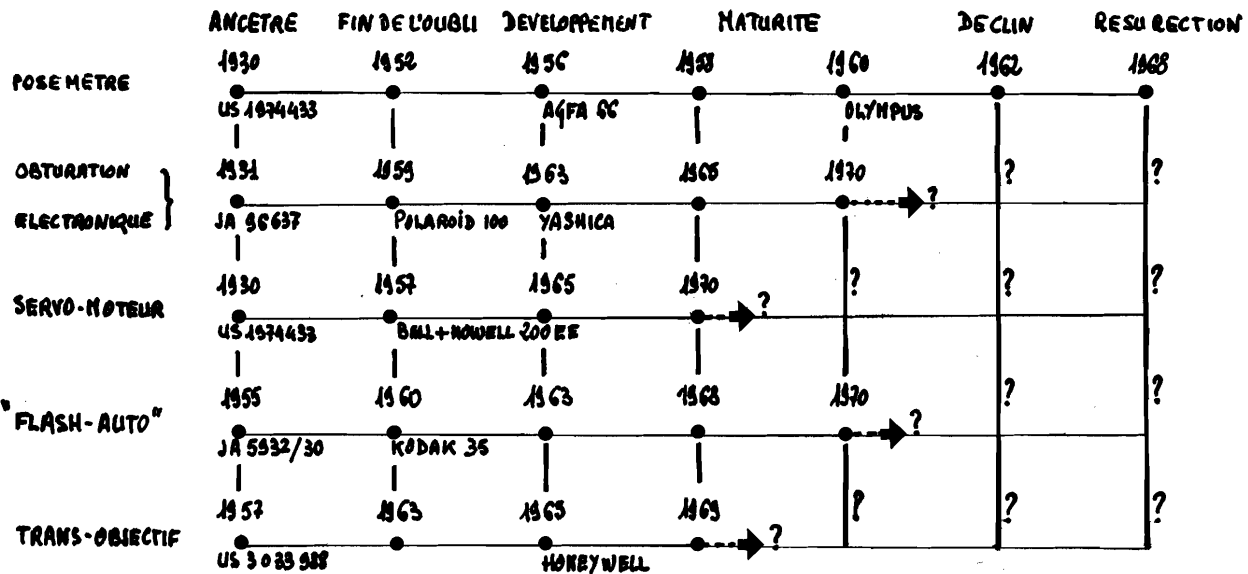 ANCETRE FIN DE L'OUBLI DEVELOPPEMENT MATURITE DECLIN RESURECTION
1930 1952 1956 1958 1960 1962 1968
POSEMETRE
US 1974433 AGFA 66 OLYMPUS
OBTURATION 1931 1959 1963 1965 1970 ? ?
?
ELECTRONIQUE JA 96637 POLAROID 100 YASHICA
1930 1957 1965 1970 ? ? ?
SERVO-MOTEUR ?
US 1974433 BELL+HOWELL 200 EE
1955 1960 1963 1968 1970 ? ?
"FLASH-AUTO" ?
JA 5932/30 KODAK 35
1957 1963 1965 1969 ? ? ?
TRANS-OBJECTIF ?
US 3033988 HONEYWELL